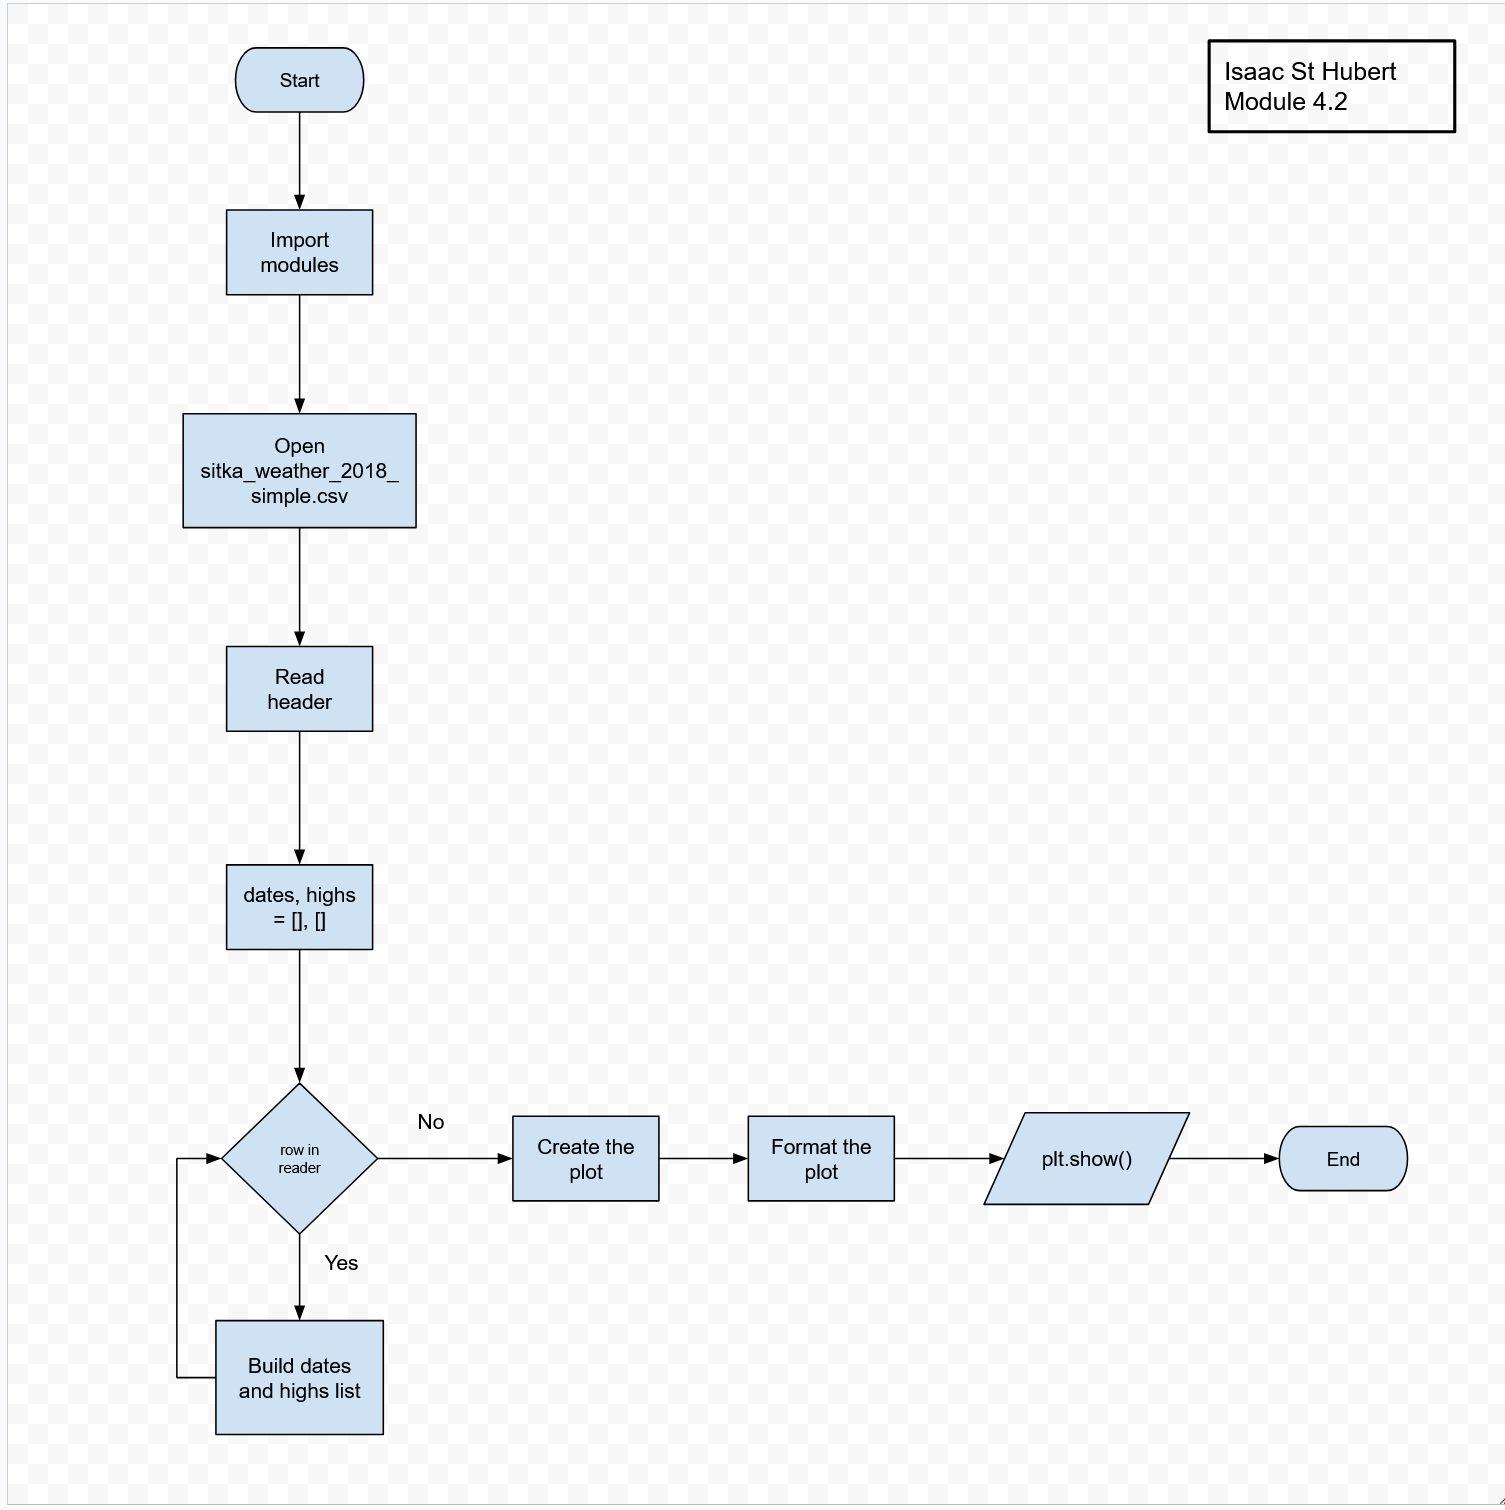 Start
Isaac St Hubert
Module 4.2
Import
modules
Open
sitka_weather_2018_
simple.csv
Read
header
dates, highs
= [], []
row in
reader
No
Create the
plot
Format the
plot
plt.show()
End
Yes
Build dates
and highs list